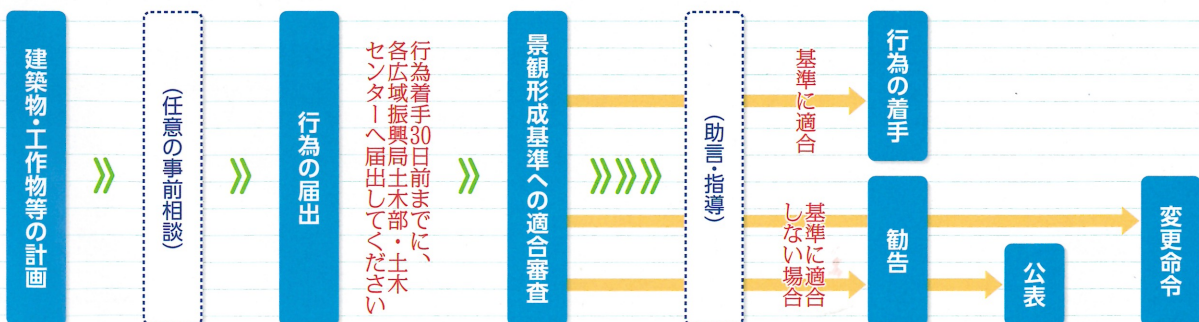 建築物・工作物等の計画
(任意の事前相談)
行為の届出
行為着手30日前までに、
各広域振興局土木部・土木
センターへ届出してください
景観形成基準への適合審査
(助言・指導)
基準に適合
行為の着手
基準に適合
しない場合
勧告
公表
変更命令